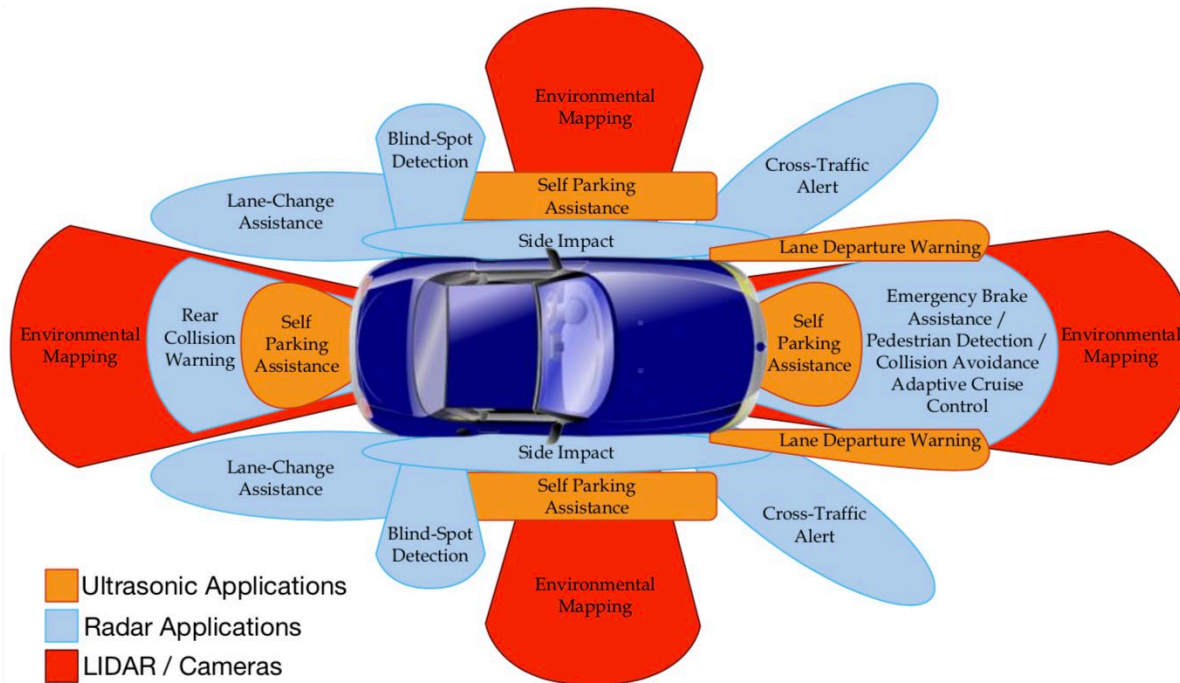 Environmental
Mapping
Blind-Spot
Detection
Cross-Traffic
Alert
Lane-Change
Assistance
Self Parking
Assistance
Side Impact
Lane Departure Warning
Environmental
Mapping
Rear
Collision
Warning
Self
Parking
Assistance
Self
Parking
Assistance
Emergency Brake
Assistance /
Pedestrian Detection /
Collision Avoidance
Adaptive Cruise
Control
Environmental
Mapping
Lane Departure Warning
Side Impact
Lane-Change
Assistance
Self Parking
Assistance
Blind-Spot
Detection
Cross-Traffic
Alert
Environmental
Mapping
Ultrasonic Applications
Radar Applications
LIDAR / Cameras